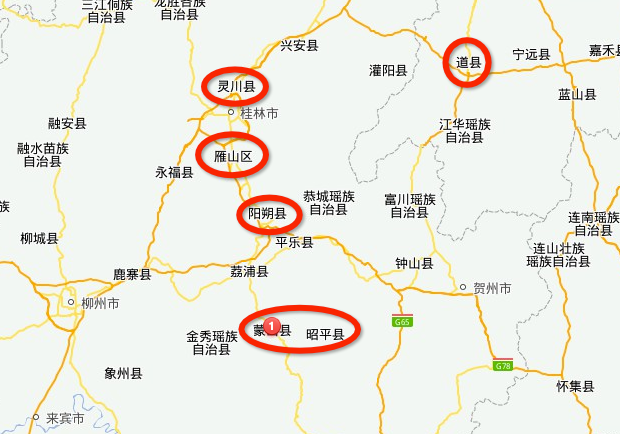 三江侗族
自治县
龙胜各族
自治县
兴安县
灌阳县
道县
宁远县
嘉禾县
蓝山县
灵川县
桂林市
江华瑶族
自治县
融安县
融水苗族
自治县
雁山区
永福县
族
恭城瑶族
自治县
富川瑶族
自治县
阳朔县
连南瑶族
自治县
柳城县
平乐县
连山壮族
瑶族自治县
鹿寨县
荔浦县
钟山县
贺州市
柳州市
G65
金秀瑶族
自治县
1
县
昭平县
G78
象州县
怀集县
来宾市